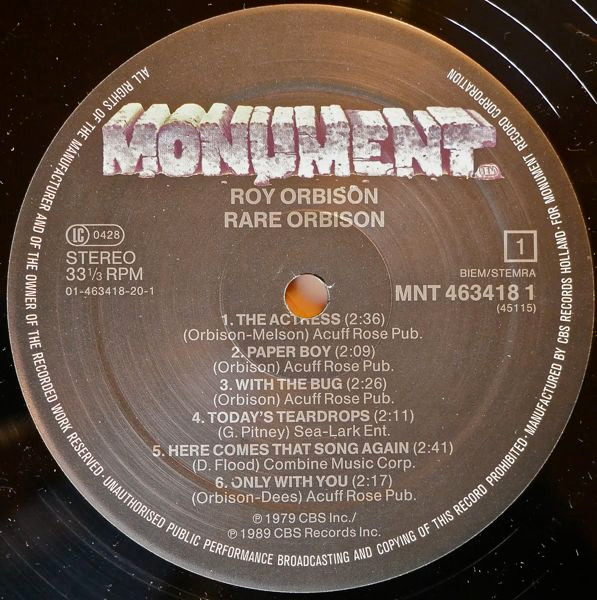 MONUMENT
TM
ROY ORBISON
RARE ORBISON
LC 0428
STEREO
33 1/3 RPM
01-463418-20-1
1
BIEM/STEMRA
MNT 463418 1
(45115)
1. THE ACTRESS (2:36)
(Orbison-Melson) Acuff Rose Pub.
2. PAPER BOY (2:09)
(Orbison) Acuff Rose Pub.
3. WITH THE BUG (2:26)
(Orbison) Acuff Rose Pub.
4. TODAY'S TEARDROPS (2:11)
(G. Pitney) Sea-Lark Ent.
5. HERE COMES THAT SONG AGAIN (2:41)
(D. Flood) Combine Music Corp.
6. ONLY WITH YOU (2:17)
(Orbison-Dees) Acuff Rose Pub.
℗ 1979 CBS Inc./
℗ 1989 CBS Records Inc.
ALL RIGHTS OF THE MANUFACTURER AND OF THE OWNER OF THE RECORDED WORK RESERVED · UNAUTHORISED PUBLIC PERFORMANCE BROADCASTING AND COPYING OF THIS RECORD PROHIBITED · MANUFACTURED BY CBS RECORDS HOLLAND · FOR MONUMENT RECORD CORPORATION